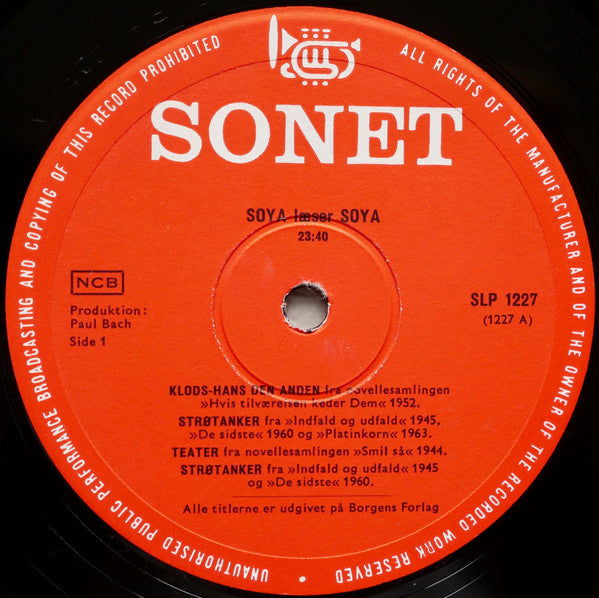 UNAUTHORISED PUBLIC PERFORMANCE BROADCASTING AND COPYING OF THIS RECORD PROHIBITED
ALL RIGHTS OF THE MANUFACTURER AND OF THE OWNER OF THE RECORDED WORK RESERVED
SONET
SOYA læser SOYA
23:40
NCB
SLP 1227
(1227 A)
Produktion:
Paul Bach
Side 1
KLODS-HANS DEN ANDEN fra novellesamlingen
»Hvis tilværelsen keder Dem« 1952.
STRØTANKER fra »Indfald og udfald« 1945,
»De sidste« 1960 og »Platinkorn« 1963.
TEATER fra novellesamlingen »Smil så« 1944.
STRØTANKER fra »Indfald og udfald« 1945
og »De sidste« 1960.
Alle titlerne er udgivet på Borgens Forlag